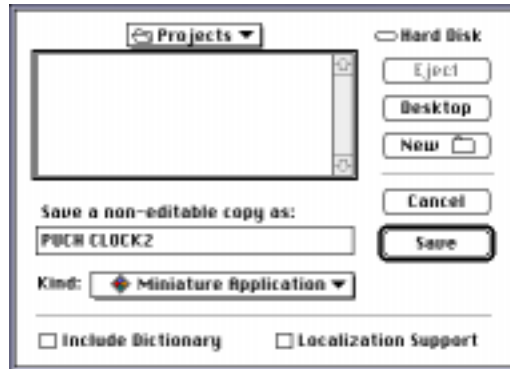 Projects
Hard Disk
Eject
Desktop
New
Save a non-editable copy as:
Cancel
PUCH CLOCK2
Save
Kind: Miniature Application
Include Dictionary
Localization Support